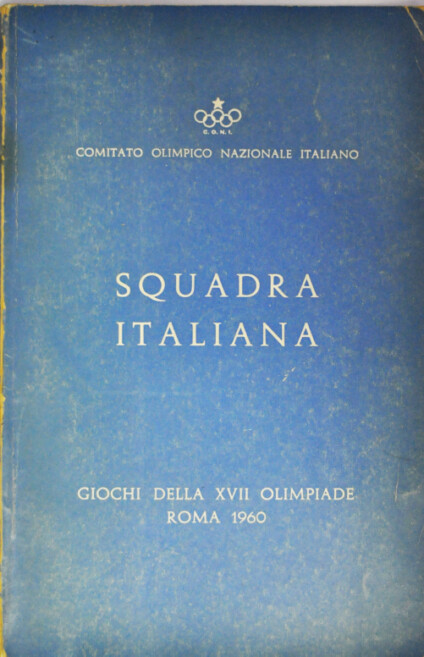 C. O. N. I.
COMITATO OLIMPICO NAZIONALE ITALIANO
SQUADRA
ITALIANA
GIOCHI DELLA XVII OLIMPIADE
ROMA 1960